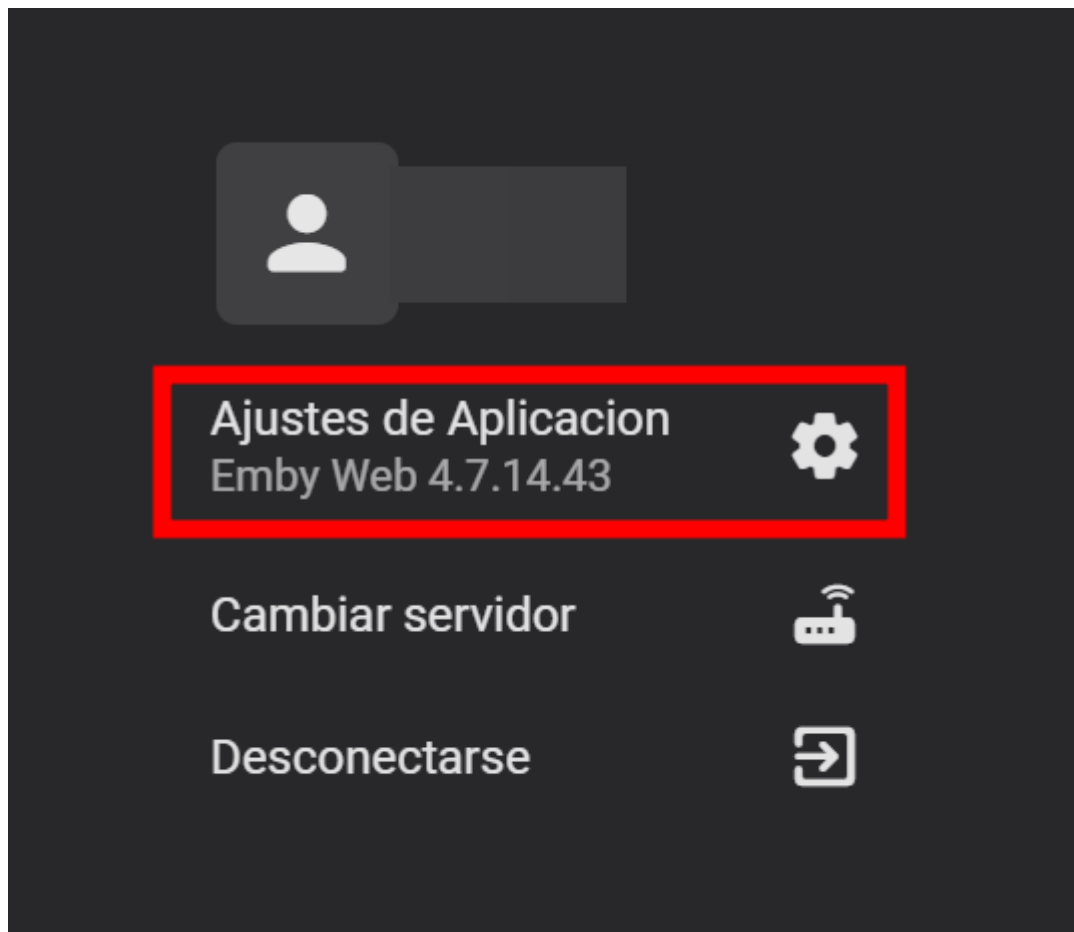 Ajustes de Aplicacion
Emby Web 4.7.14.43
Cambiar servidor
Desconectarse